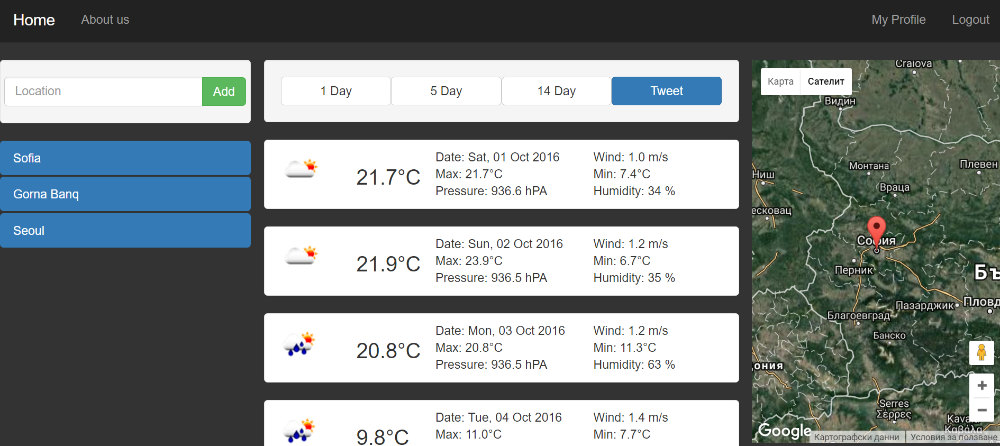 Home About us My Profile Logout
Location Add
Sofia
Gorna Banq
Seoul
1 Day 5 Day 14 Day Tweet
21.7°C
Date: Sat, 01 Oct 2016 Wind: 1.0 m/s
Max: 21.7°C Min: 7.4°C
Pressure: 936.6 hPA Humidity: 34 %
21.9°C
Date: Sun, 02 Oct 2016 Wind: 1.2 m/s
Max: 23.9°C Min: 6.7°C
Pressure: 936.5 hPA Humidity: 35 %
20.8°C
Date: Mon, 03 Oct 2016 Wind: 1.2 m/s
Max: 20.8°C Min: 11.3°C
Pressure: 936.5 hPA Humidity: 63 %
9.8°C
Date: Tue, 04 Oct 2016 Wind: 1.4 m/s
Max: 11.0°C Min: 7.7°C
Craiova
Карта Сателит
Видин
Монтана Плевен
Ниш
Враца
есковац
София
Перник
Бъ
Пазарджик Пловд
Благоевград
Банско
ония
Serres
Σέρρες
Kavala
Καβάλα
Google
Картографски данни Условия за ползване